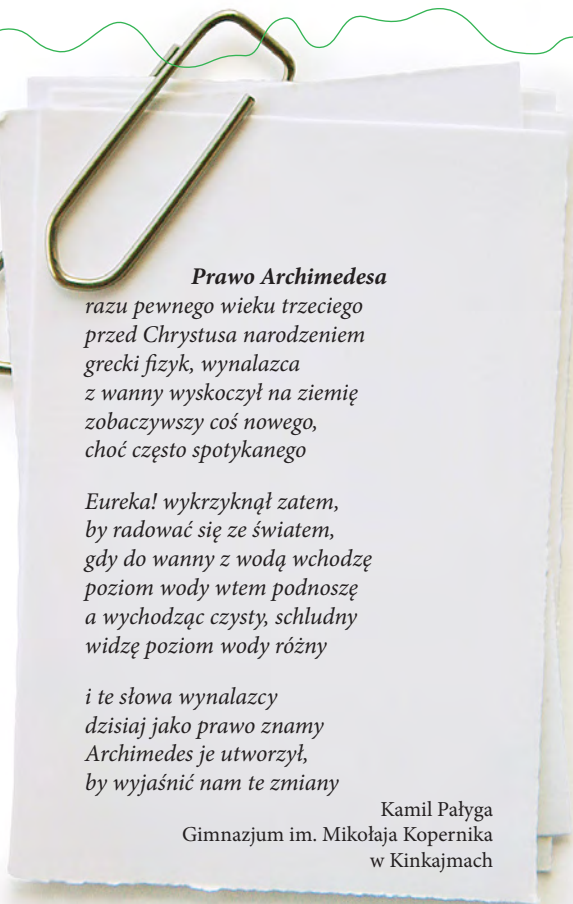 Prawo Archimedesa
razu pewnego wieku trzeciego
przed Chrystusa narodzeniem
grecki fizyk, wynalazca
z wanny wyskoczył na ziemię
zobaczywszy coś nowego,
choć często spotykanego

Eureka! wykrzyknął zatem,
by radować się ze światem,
gdy do wanny z wodą wchodzę
poziom wody wtem podnoszę
a wychodząc czysty, schludny
widzę poziom wody różny

i te słowa wynalazcy
dzisiaj jako prawo znamy
Archimedes je utworzył,
by wyjaśnić nam te zmiany
Kamil Pałyga
Gimnazjum im. Mikołaja Kopernika
w Kinkajmach